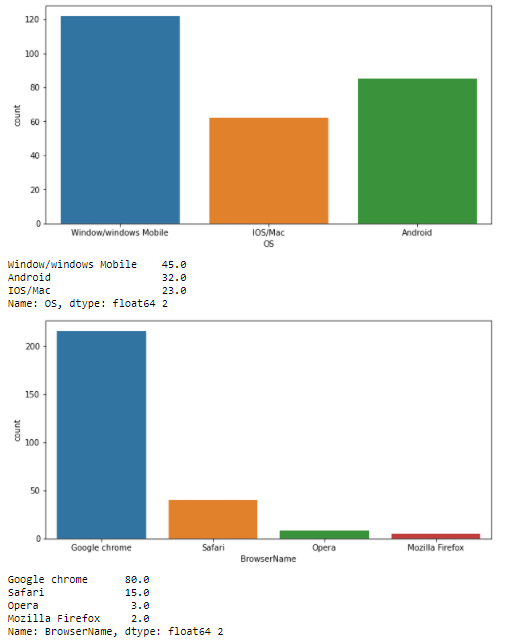 120
100
80
60
40
20
0
count
Window/windows Mobile IOS/Mac Android
OS
Window/windows Mobile 45.0
Android 32.0
IOS/Mac 23.0
Name: OS, dtype: float64 2
200
150
100
50
0
count
Google chrome Safari Opera Mozilla Firefox
BrowserName
Google chrome 80.0
Safari 15.0
Opera 3.0
Mozilla Firefox 2.0
Name: BrowserName, dtype: float64 2